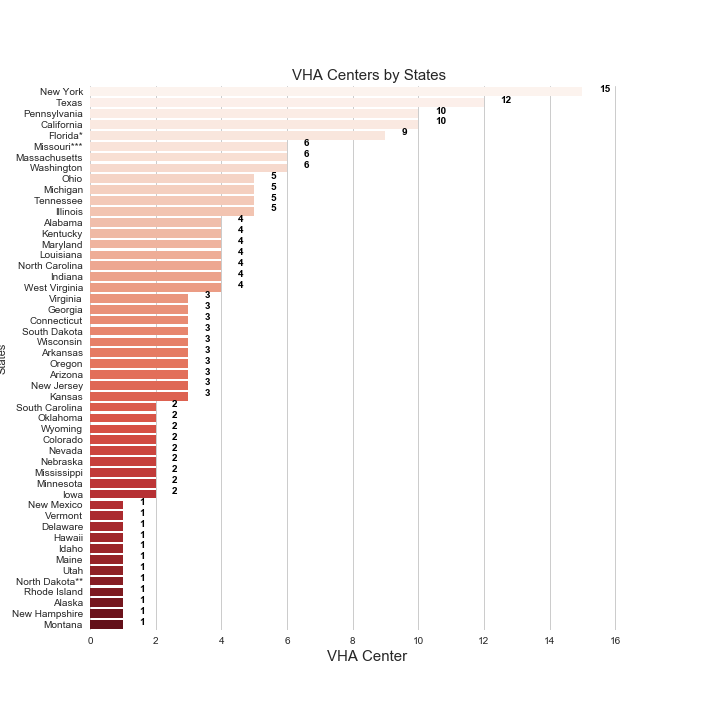 VHA Centers by States
New York 15
Texas 12
Pennsylvania 10
California 10
Florida* 9
Missouri*** 6
Massachusetts 6
Washington 6
Ohio 5
Michigan 5
Tennessee 5
Illinois 5
Alabama 4
Kentucky 4
Maryland 4
Louisiana 4
North Carolina 4
Indiana 4
West Virginia 4
Virginia 3
Georgia 3
Connecticut 3
South Dakota 3
Wisconsin 3
Arkansas 3
Oregon 3
Arizona 3
New Jersey 3
Kansas 3
South Carolina 2
Oklahoma 2
Wyoming 2
Colorado 2
Nevada 2
Nebraska 2
Mississippi 2
Minnesota 2
Iowa 2
New Mexico 1
Vermont 1
Delaware 1
Hawaii 1
Idaho 1
Maine 1
Utah 1
North Dakota** 1
Rhode Island 1
Alaska 1
New Hampshire 1
Montana 1
0 2 4 6 8 10 12 14 16
VHA Center
States